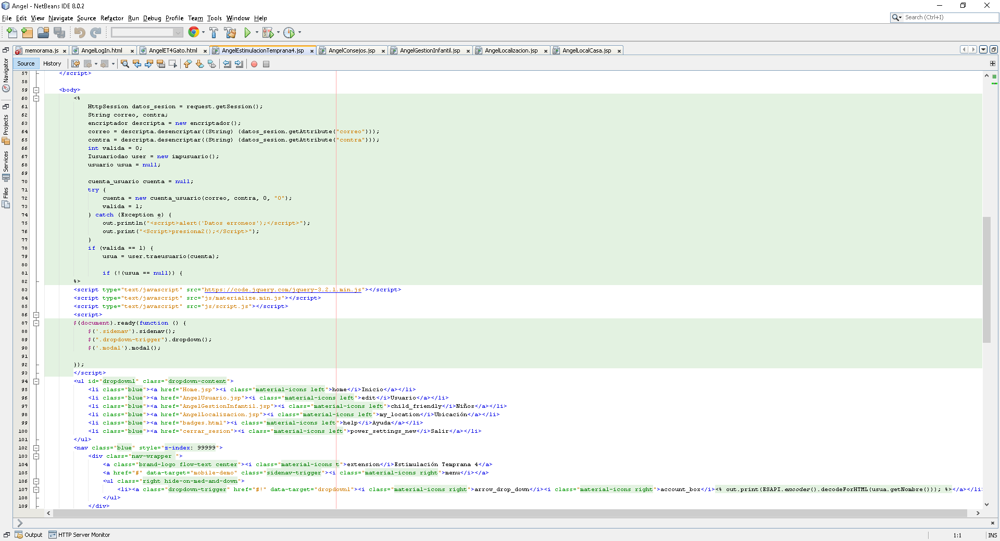 Angel - NetBeans IDE 8.0.2
File Edit View Navigate Source Refactor Run Debug Profile Team Tools Window Help
Search (Ctrl+I)
memorama.js AngelLogIn.html AngelET4Gato.html AngelEstimulacionTemprana4.jsp AngelConsejos.jsp AngelGestionInfantil.jsp AngelLocalizacion.jsp AngelLocalCasa.jsp
Source History
Navigator
Projects
Services
Files
57 </script>
58
59 <body>
60 <%
61 HttpSession datos_sesion = request.getSession();
62 String correo, contra;
63 encriptador descripta = new encriptador();
64 correo = descripta.desencriptar((String) (datos_sesion.getAttribute("correo")));
65 contra = descripta.desencriptar((String) (datos_sesion.getAttribute("contra")));
66 int valida = 0;
67 Iusuariodao user = new impusuario();
68 usuario usua = null;
69
70 cuenta_usuario cuenta = null;
71 try {
72 cuenta = new cuenta_usuario(correo, contra, 0, "0");
73 valida = 1;
74 } catch (Exception e) {
75 out.println("<script>alert('Datos erroneos');</script>");
76 out.print("<Script>presiona2();</Script>");
77 }
78 if (valida == 1) {
79 usua = user.traeusuario(cuenta);
80
81 if (!(usua == null)) {
82 %>
83 <script type="text/javascript" src="https://code.jquery.com/jquery-3.2.1.min.js"></script>
84 <script type="text/javascript" src="js/materialize.min.js"></script>
85 <script type="text/javascript" src="js/script.js"></script>
86 <script>
87 $(document).ready(function () {
88 $('.sidenav').sidenav();
89 $(".dropdown-trigger").dropdown();
90 $('.modal').modal();
91
92 });
93 </script>
94 <ul id="dropdown1" class="dropdown-content">
95 <li class="blue"><a href="Home.jsp"><i class="material-icons left">home</i>Inicio</a></li>
96 <li class="blue"><a href="AngelUsuario.jsp"><i class="material-icons left">edit</i>Usuario</a></li>
97 <li class="blue"><a href="AngelGestionInfantil.jsp"><i class="material-icons left">child_friendly</i>Niños</a></li>
98 <li class="blue"><a href="AngelLocalizacion.jsp"><i class="material-icons left">my_location</i>Ubicación</a></li>
99 <li class="blue"><a href="badges.html"><i class="material-icons left">help</i>Ayuda</a></li>
100 <li class="blue"><a href="cerrar_sesion"><i class="material-icons left">power_settings_new</i>Salir</a></li>
101 </ul>
102 <nav class="blue" style="z-index: 99999">
103 <div class="nav-wrapper ">
104 <a class="brand-logo flow-text center"><i class="material-icons t">extension</i>Estimulación Temprana 4</a>
105 <a href="#" data-target="mobile-demo" class="sidenav-trigger"><i class="material-icons right">menu</i></a>
106 <ul class="right hide-on-med-and-down">
107 <li><a class="dropdown-trigger" href="#!" data-target="dropdown1"><i class="material-icons right">arrow_drop_down</i><i class="material-icons right">account_box</i><% out.print(ESAPI.encoder().decodeForHTML(usua.getNombre())); %></a></li
108 </ul>
109 </div>
Output HTTP Server Monitor
1:1 INS